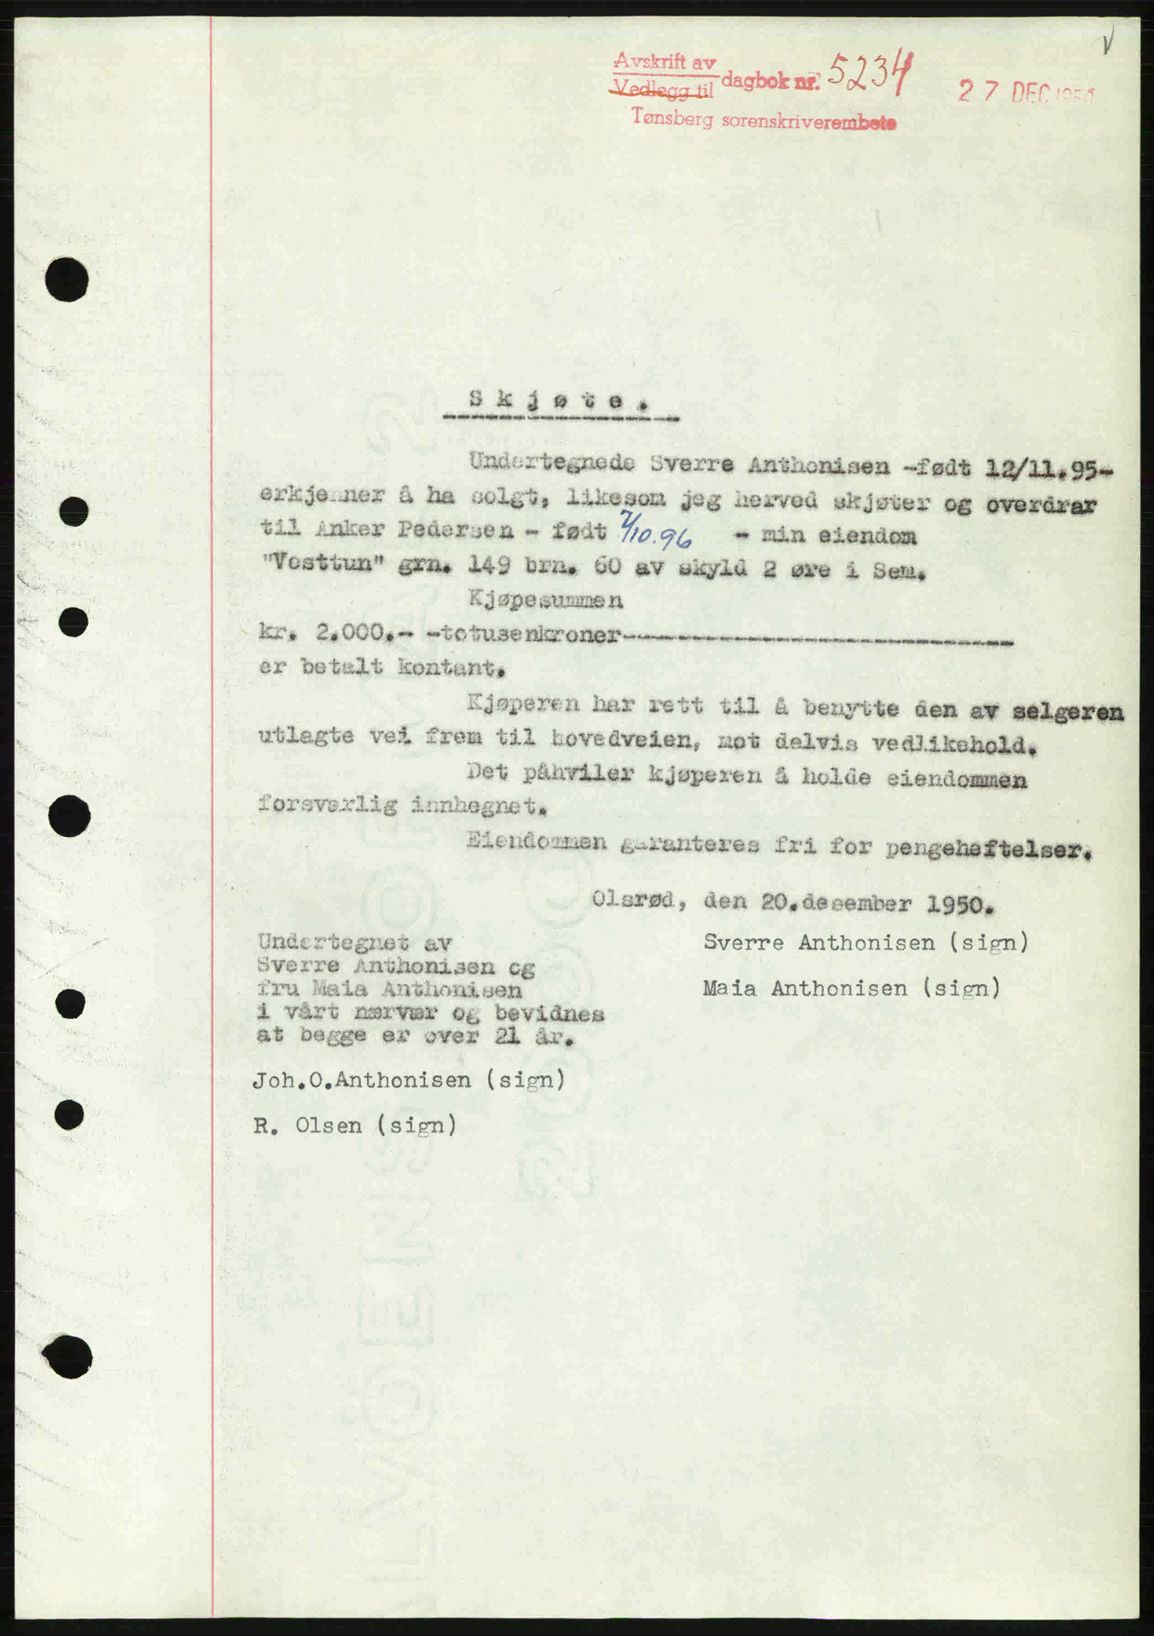 Avskrift av
Vedlegg til
dagbok nr. 5234
27 DEC 1950
Tønsberg sorenskriverembete
Skjøte.
Undertegnede Sverre Anthonisen -født 12/11.95-
erkjenner å ha solgt, likesom jeg herved skjøter og overdrar
til Anker Pedersen - født 7/10.96 - min eiendom
"Vesttun" grn. 149 brn. 60 av skyld 2 øre i Sem.
Kjøpesummen
kr. 2.000.- -totusenkroner-
er betalt kontant.
Kjøperen har rett til å benytte den av selgeren
utlagte vei frem til hovedveien, mot delvis vedlikehold.
Det påhviler kjøperen å holde eiendommen
forsvarlig innhegnet.
Eiendommen garanteres fri for pengeheftelser.
Olsrød, den 20.desember 1950.
Undertegnet av
Sverre Anthonisen og
fru Maia Anthonisen
i vårt nærvær og bevidnes
at begge er over 21 år.
Sverre Anthonisen (sign)
Maia Anthonisen (sign)
Joh.O.Anthonisen (sign)
R. Olsen (sign)